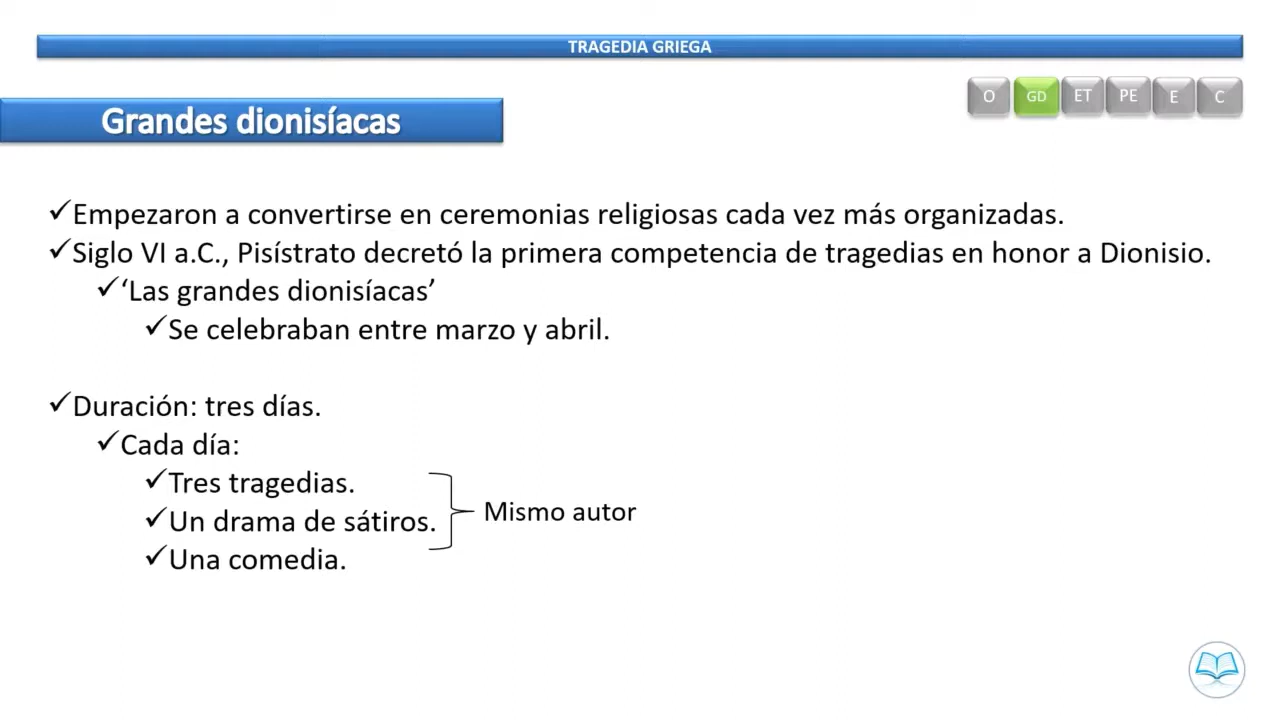 TRAGEDIA GRIEGA
O GD ET PE E C
Grandes dionisíacas
✓Empezaron a convertirse en ceremonias religiosas cada vez más organizadas.
✓Siglo VI a.C., Pisístrato decretó la primera competencia de tragedias en honor a Dionisio.
✓‘Las grandes dionisíacas’
✓Se celebraban entre marzo y abril.
✓Duración: tres días.
✓Cada día:
✓Tres tragedias.
✓Un drama de sátiros.
✓Una comedia.
Mismo autor